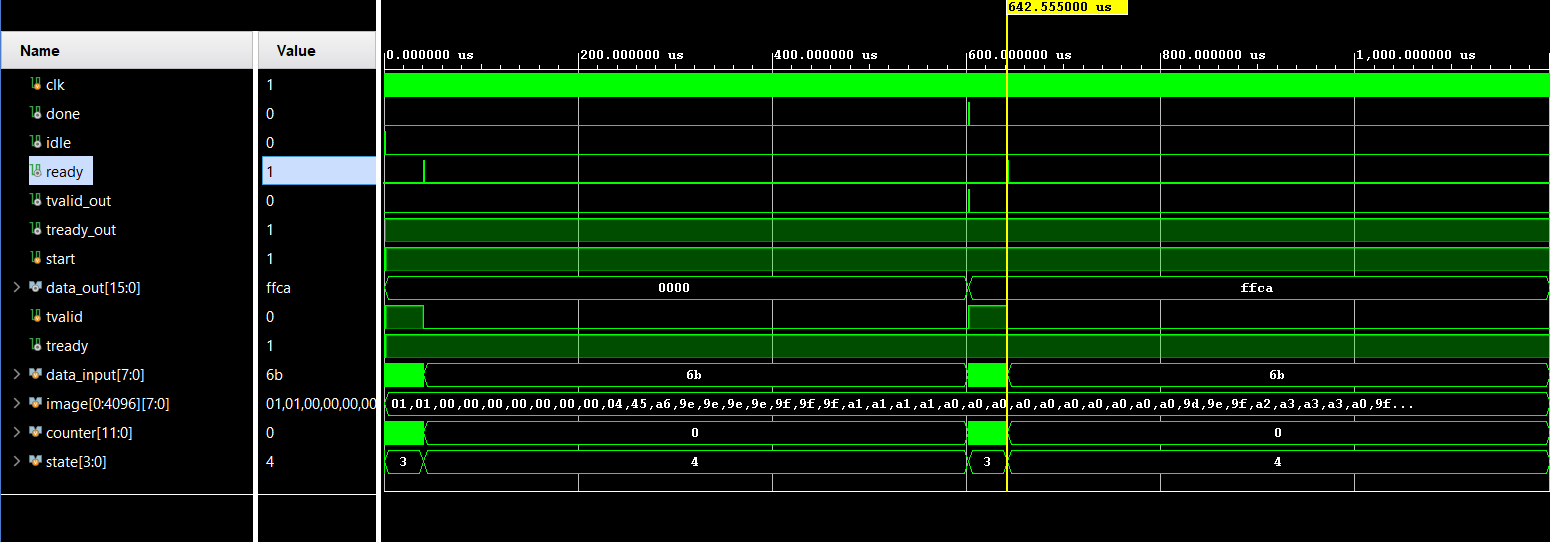 642.555000 us
Name Value
0.000000 us 200.000000 us 400.000000 us 600.000000 us 800.000000 us 1,000.000000 us
clk 1
done 0
idle 0
ready 1
tvalid_out 0
tready_out 1
start 1
data_out[15:0] ffca 0000 ffca
tvalid 0
tready 1
data_input[7:0] 6b 6b 6b
image[0:4096][7:0] 01,01,00,00,00,00 01,01,00,00,00,00,00,00,00,04,45,a6,9e,9e,9e,9e,9f,9f,9f,a1,a1,a1,a1,a0,a0,a0,a0,a0,a0,a0,a0,a0,9d,9e,9f,a2,a3,a3,a3,a0,9f...
counter[11:0] 0 0 0
state[3:0] 4 3 4 3 4